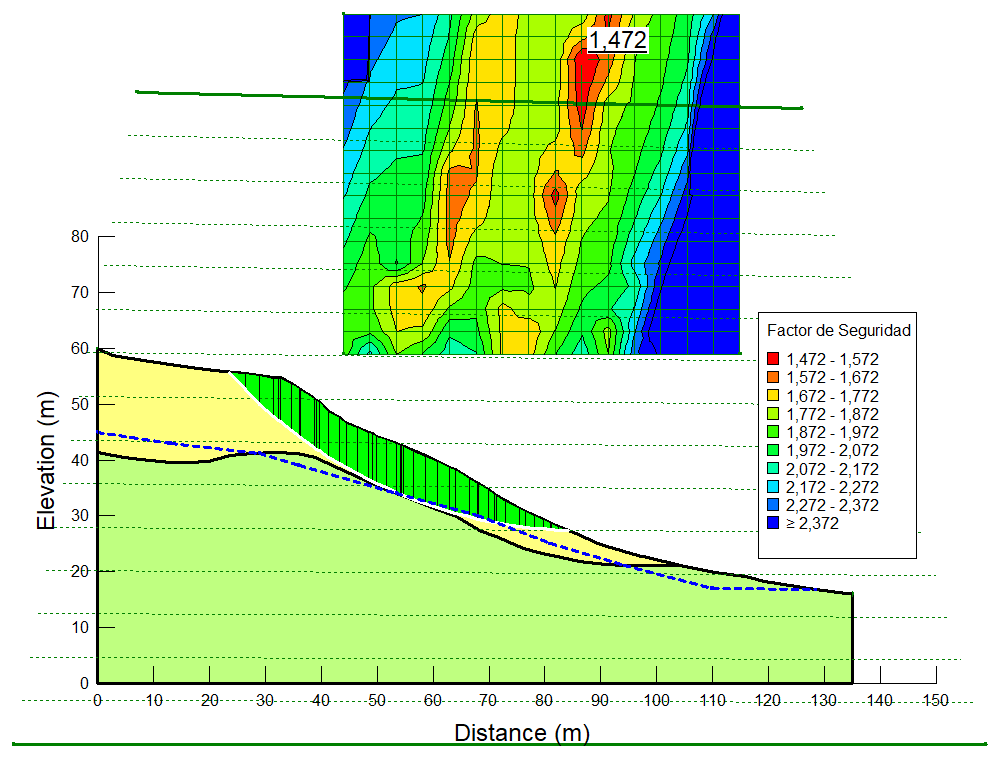 1,472
80
70
60
50
40
30
20
10
0
Elevation (m)
Factor de Seguridad
1,472 - 1,572
1,572 - 1,672
1,672 - 1,772
1,772 - 1,872
1,872 - 1,972
1,972 - 2,072
2,072 - 2,172
2,172 - 2,272
2,272 - 2,372
≥ 2,372
0 10 20 30 40 50 60 70 80 90 100 110 120 130 140 150
Distance (m)